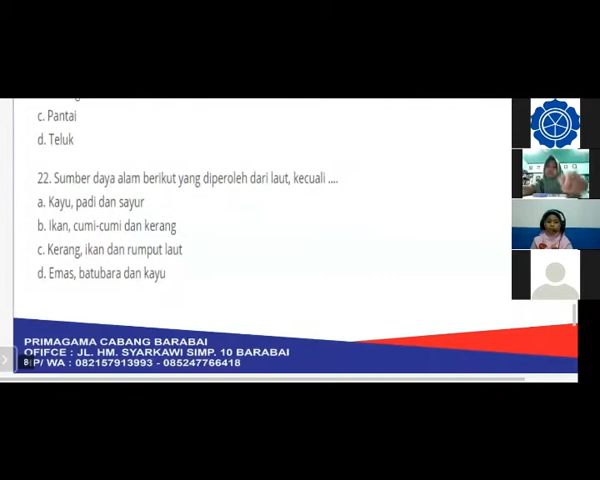 c. Pantai
d. Teluk
22. Sumber daya alam berikut yang diperoleh dari laut, kecuali ....
a. Kayu, padi dan sayur
b. Ikan, cumi-cumi dan kerang
c. Kerang, ikan dan rumput laut
d. Emas, batubara dan kayu
PRIMAGAMA CABANG BARABAI
OFIFCE : JL. HM. SYARKAWI SIMP. 10 BARABAI
P/ WA : 082157913993 - 085247766418